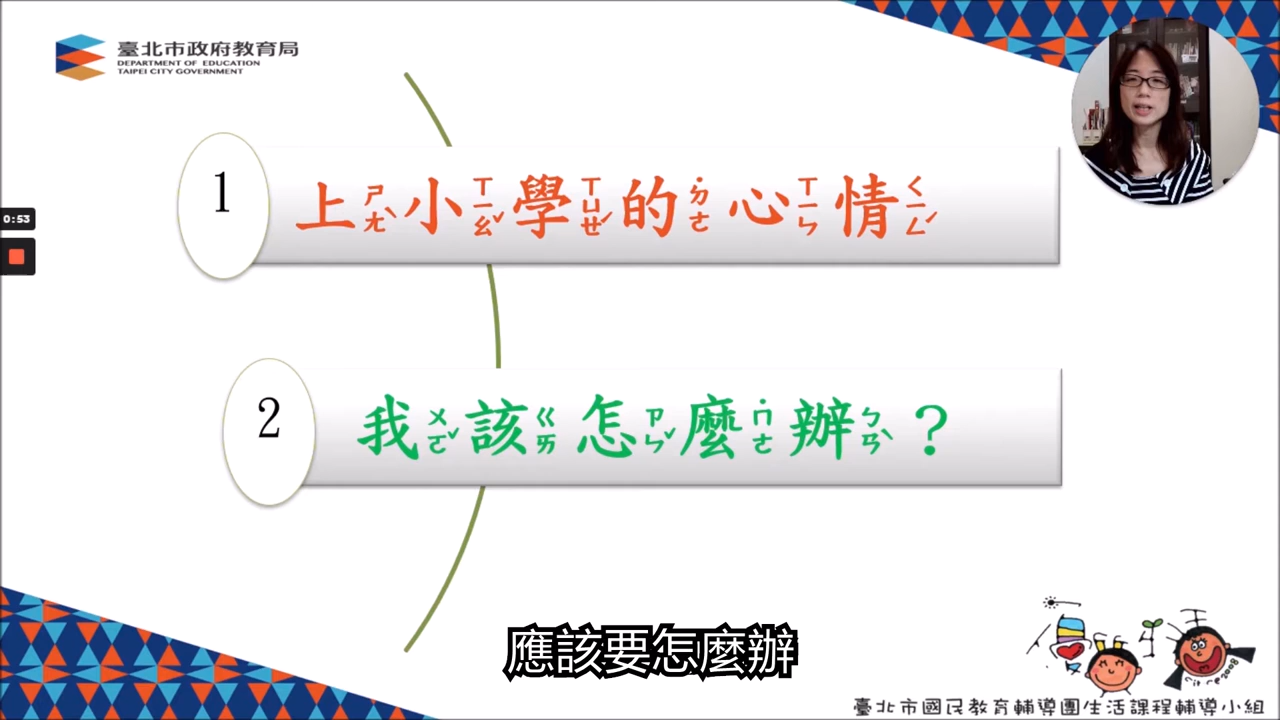 臺北市政府教育局
DEPARTMENT OF EDUCATION
TAIPEI CITY GOVERNMENT
0:53
1
上ㄕㄤˋ小ㄒㄧㄠˇ學ㄒㄩㄝˊ的˙ㄉㄜ心ㄒㄧㄣ情ㄑㄧㄥˊ
2
我ㄨㄛˇ該ㄍㄞ怎ㄗㄣˇ麼˙ㄇㄜ辦ㄅㄢˋ？
應該要怎麼辦
生活
臺北市國民教育輔導團生活課程輔導小組